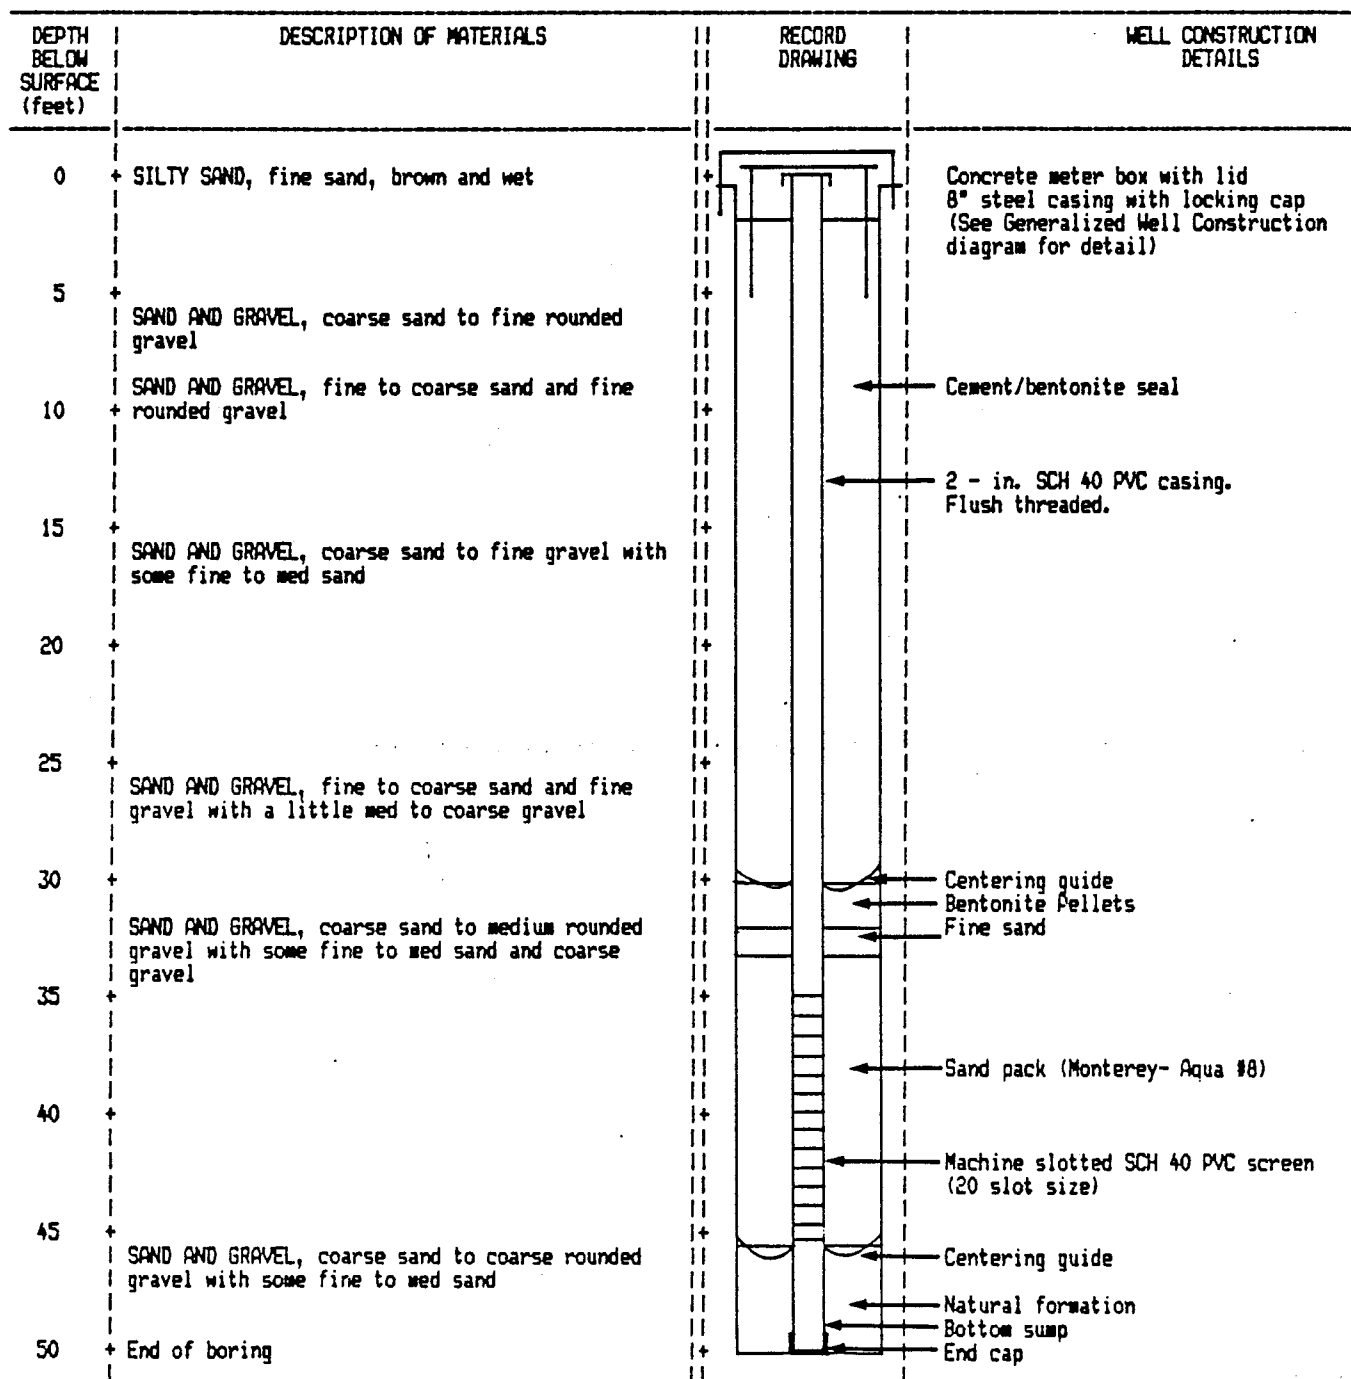 DEPTH BELOW SURFACE (feet)
DESCRIPTION OF MATERIALS
RECORD DRAWING
WELL CONSTRUCTION DETAILS
0
SILTY SAND, fine sand, brown and wet
Concrete meter box with lid
8" steel casing with locking cap
(See Generalized Well Construction
diagram for detail)
5
SAND AND GRAVEL, coarse sand to fine rounded
gravel
SAND AND GRAVEL, fine to coarse sand and fine
Cement/bentonite seal
10
rounded gravel
2 - in. SCH 40 PVC casing.
Flush threaded.
15
SAND AND GRAVEL, coarse sand to fine gravel with
some fine to med sand
20
25
SAND AND GRAVEL, fine to coarse sand and fine
gravel with a little med to coarse gravel
30
Centering guide
Bentonite Pellets
SAND AND GRAVEL, coarse sand to medium rounded
Fine sand
gravel with some fine to med sand and coarse
gravel
35
Sand pack (Monterey- Aqua #8)
40
Machine slotted SCH 40 PVC screen
(20 slot size)
45
SAND AND GRAVEL, coarse sand to coarse rounded
Centering guide
gravel with some fine to med sand
Natural formation
Bottom sump
50
End of boring
End cap